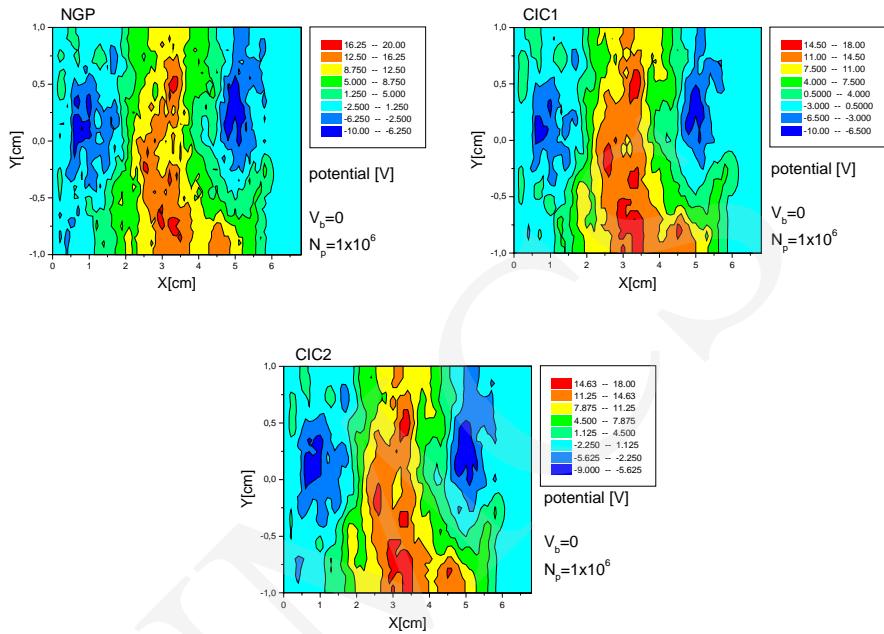 NGP
1,0
0,5
0,0
-0,5
-1,0
Y[cm]
0 1 2 3 4 5 6
X[cm]
16.25 -- 20.00
12.50 -- 16.25
8.750 -- 12.50
5.000 -- 8.750
1.250 -- 5.000
-2.500 -- 1.250
-6.250 -- -2.500
-10.00 -- -6.250
potential [V]
V_b=0
N_p=1x10^6
CIC1
1,0
0,5
0,0
-0,5
-1,0
Y[cm]
0 1 2 3 4 5 6
X[cm]
14.50 -- 18.00
11.00 -- 14.50
7.500 -- 11.00
4.000 -- 7.500
0.5000 -- 4.000
-3.000 -- 0.5000
-6.500 -- -3.000
-10.00 -- -6.500
potential [V]
V_b=0
N_p=1x10^6
CIC2
1,0
0,5
0,0
-0,5
-1,0
Y[cm]
0 1 2 3 4 5 6
X[cm]
14.63 -- 18.00
11.25 -- 14.63
7.875 -- 11.25
4.500 -- 7.875
1.125 -- 4.500
-2.250 -- 1.125
-5.625 -- -2.250
-9.000 -- -5.625
potential [V]
V_b=0
N_p=1x10^6